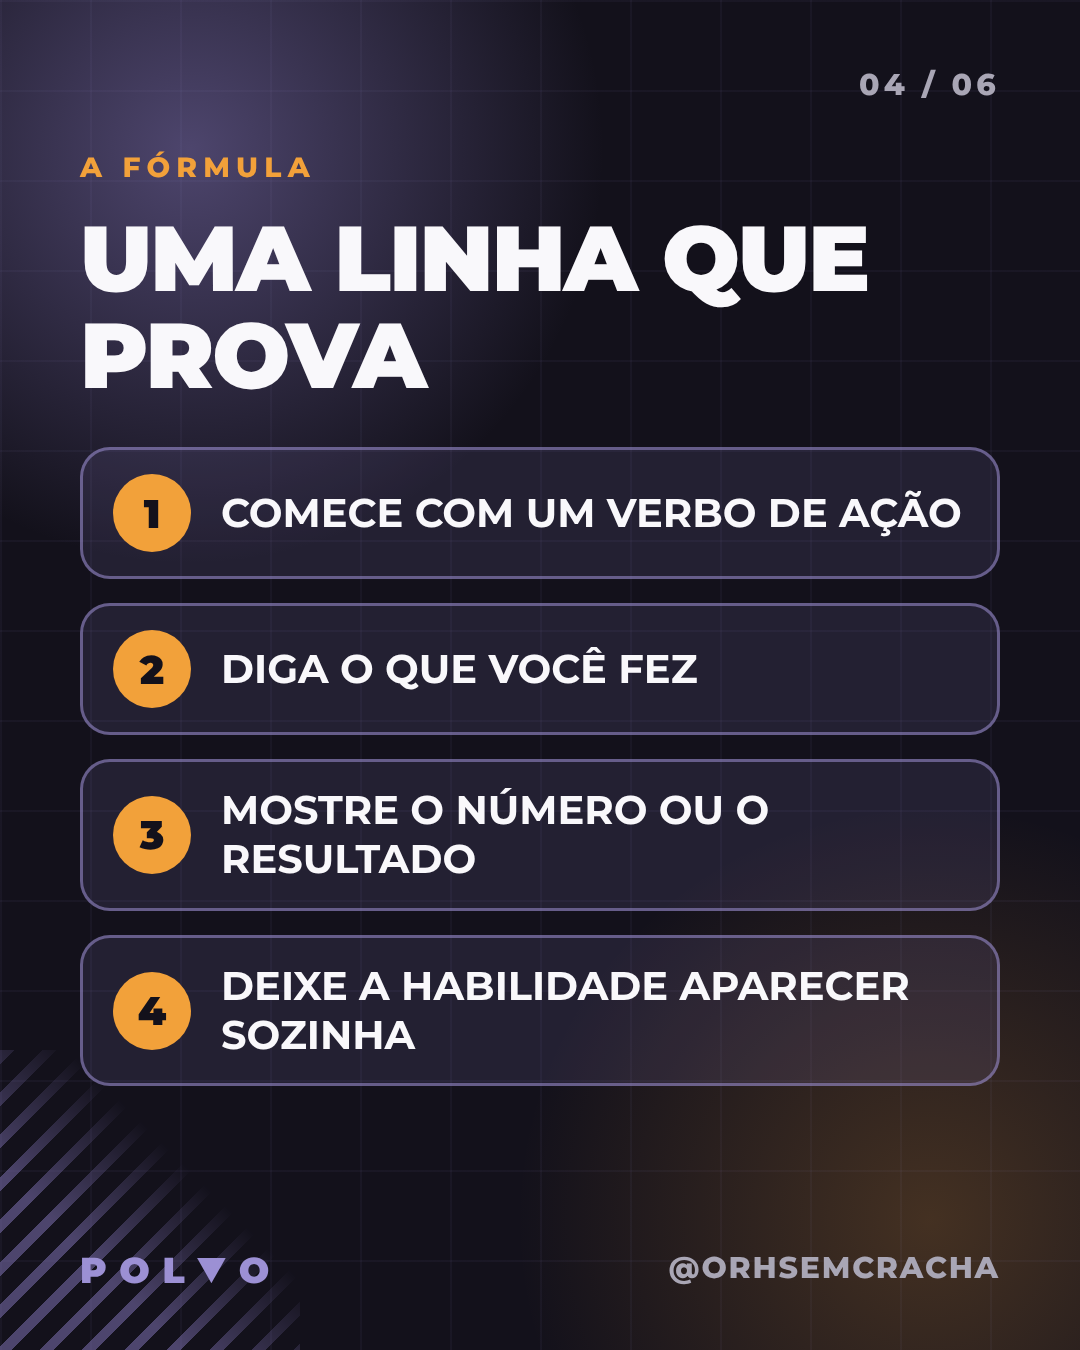 04 / 06
A FÓRMULA
UMA LINHA QUE
PROVA
1 COMECE COM UM VERBO DE AÇÃO
2 DIGA O QUE VOCÊ FEZ
3 MOSTRE O NÚMERO OU O
RESULTADO
4 DEIXE A HABILIDADE APARECER
SOZINHA
POL▼O
@ORHSEMCRACHA